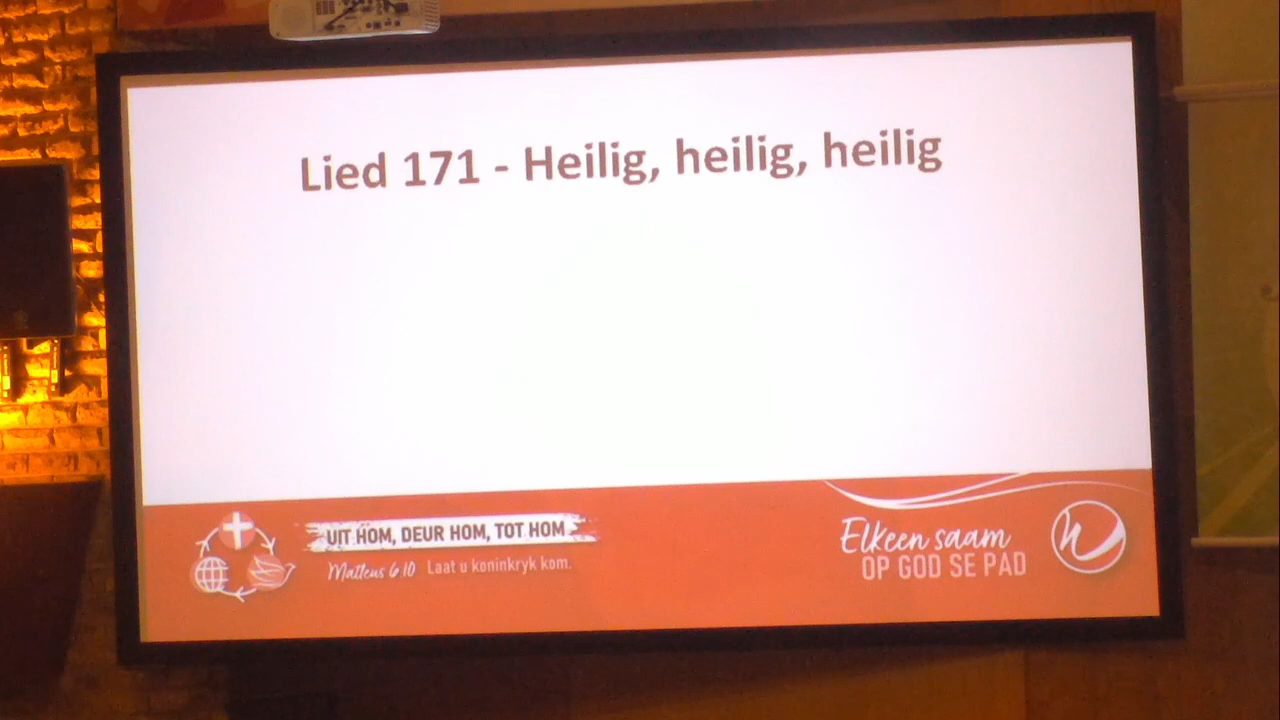 Lied 171 - Heilig, heilig, heilig
UIT HOM, DEUR HOM, TOT HOM
Matteus 6:10 Laat u koninkryk kom.
Elkeen saam
OP GOD SE PAD